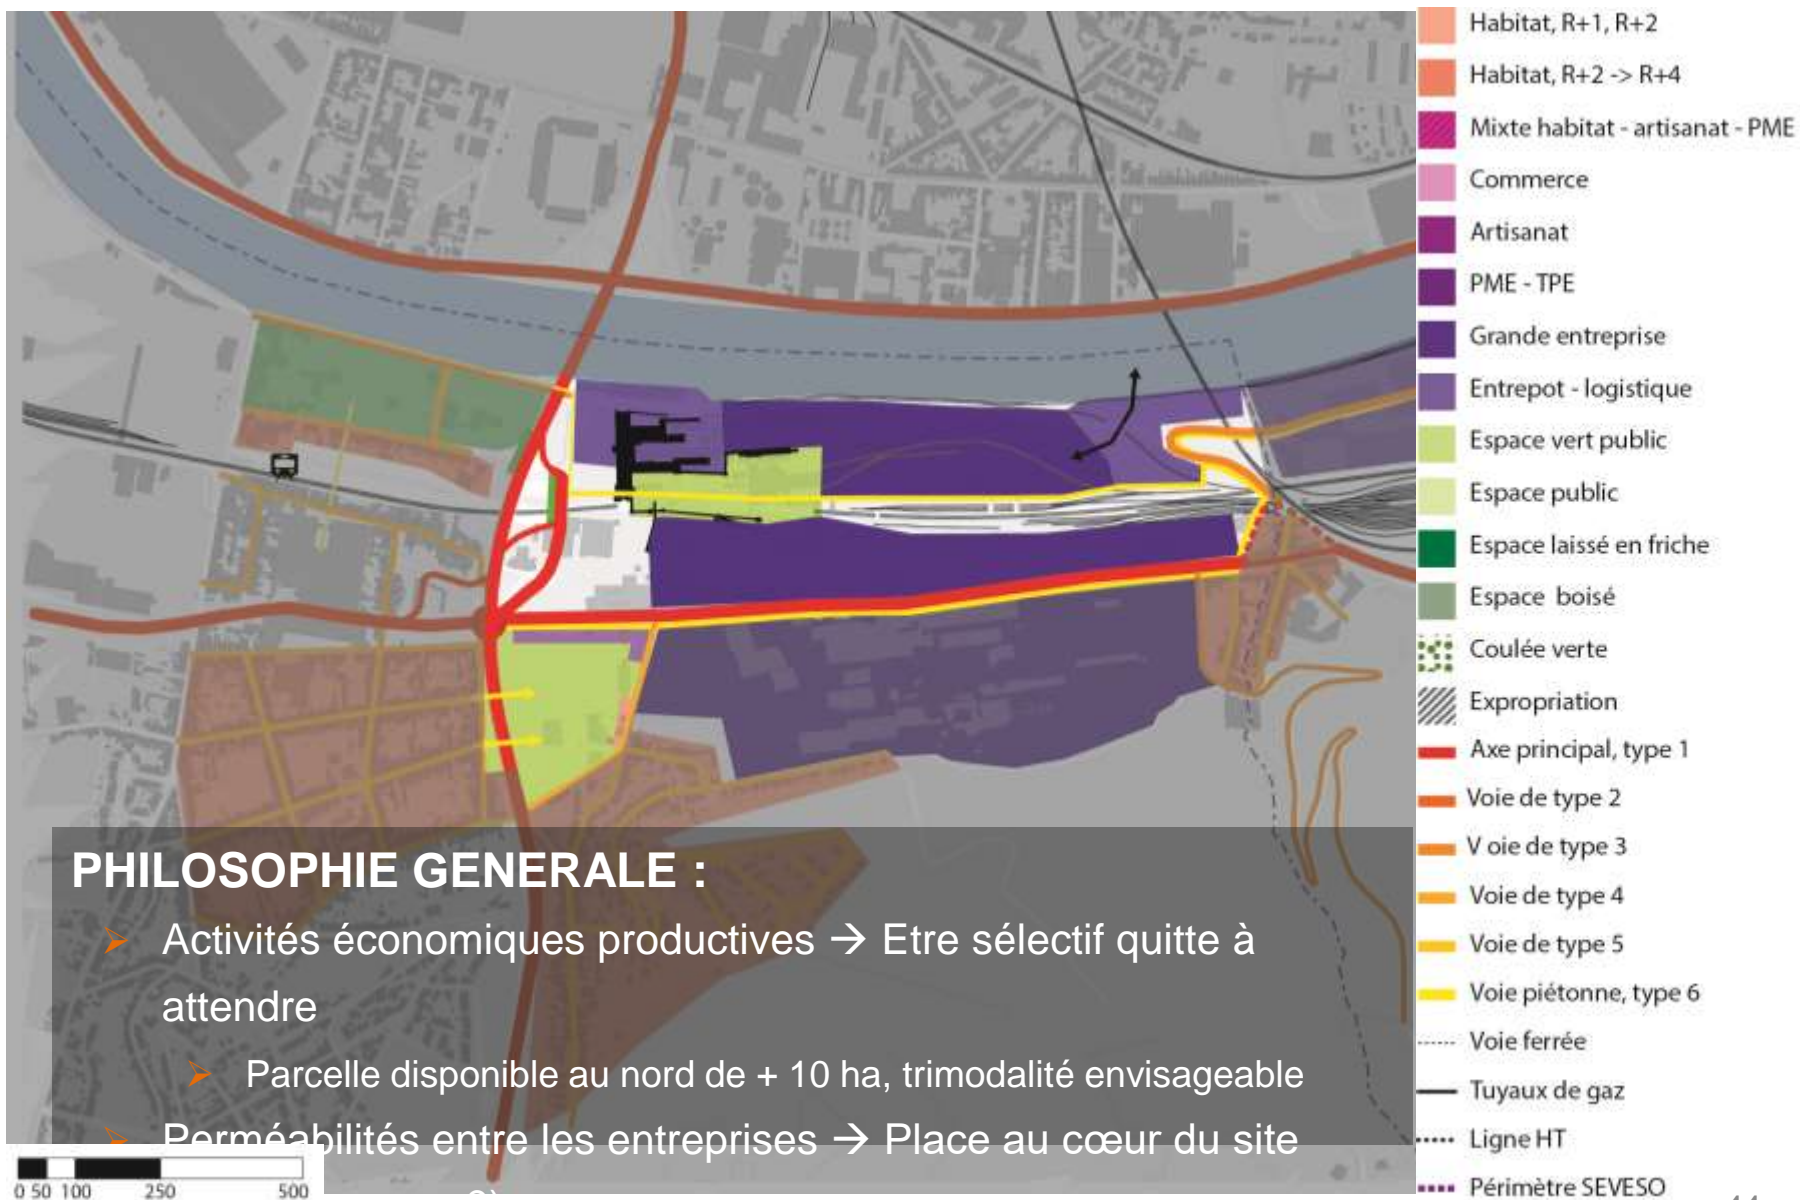 Habitat, R+1, R+2
Habitat, R+2 -> R+4
Mixte habitat - artisanat - PME
Commerce
Artisanat
PME - TPE
Grande entreprise
Entrepot - logistique
Espace vert public
Espace public
Espace laissé en friche
Espace boisé
Coulée verte
Expropriation
Axe principal, type 1
Voie de type 2
V oie de type 3
Voie de type 4
Voie de type 5
Voie piétonne, type 6
Voie ferrée
Tuyaux de gaz
Ligne HT
Périmètre SEVESO
PHILOSOPHIE GENERALE :
➢ Activités économiques productives → Etre sélectif quitte à
attendre
➢ Parcelle disponible au nord de + 10 ha, trimodalité envisageable
➢ Perméabilités entre les entreprises → Place au cœur du site
0 50 100 250 500